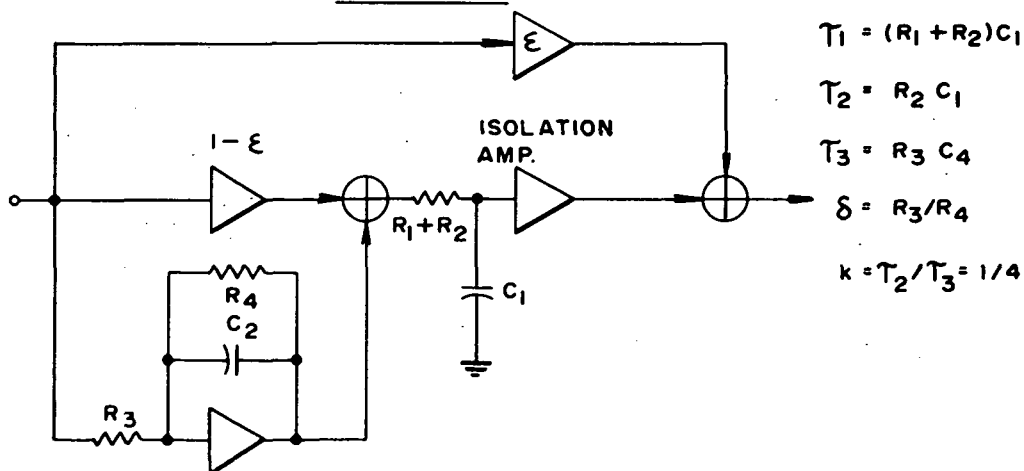 ε
1 - ε
ISOLATION
AMP.
R1+R2
C1
R4
C2
R3
τ1 = (R1 + R2)C1
τ2 = R2 C1
τ3 = R3 C4
δ = R3/R4
k = τ2/τ3 = 1/4